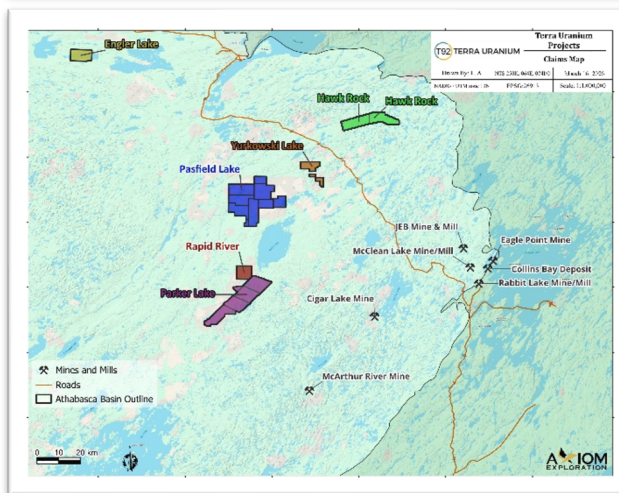 Engler Lake
Terra Uranium
Projects
T92 TERRA URANIUM
Claims Map
Hawk Rock
Hawk Rock
Yurkowski Lake
Pasfield Lake
JEB Mine & Mill
Eagle Point Mine
McClean Lake Mine/Mill
Rapid River
Collins Bay Deposit
Parker Lake
Rabbit Lake Mine/Mill
Cigar Lake Mine
McArthur River Mine
Mines and Mills
Roads
Athabasca Basin Outline
0 10 20 km
AXIOM
EXPLORATION